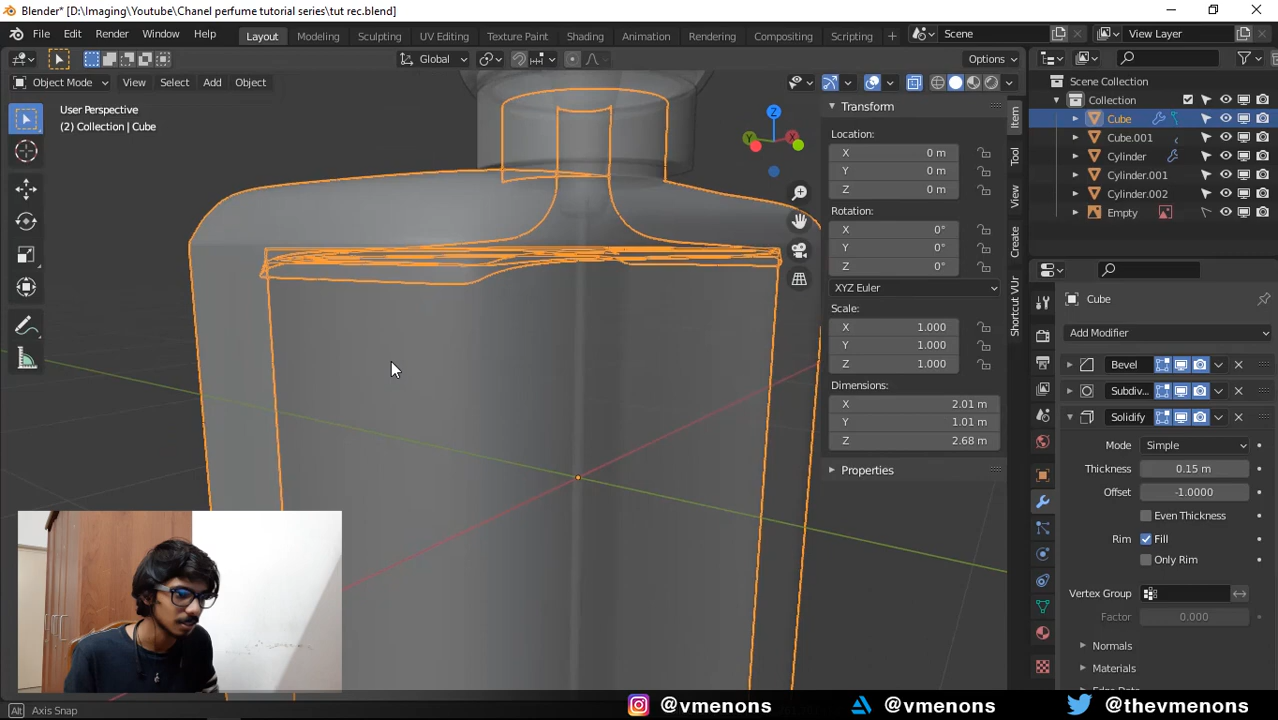 Blender* [D:\Imaging\Youtube\Chanel perfume tutorial series\tut rec.blend]
File Edit Render Window Help Layout Modeling Sculpting UV Editing Texture Paint Shading Animation Rendering Compositing Scripting Scene View Layer
Global Options
Object Mode View Select Add Object
User Perspective
(2) Collection | Cube
Z
Y
X
Transform
Location:
X 0 m
Y 0 m
Z 0 m
Rotation:
X 0°
Y 0°
Z 0°
XYZ Euler
Scale:
X 1.000
Y 1.000
Z 1.000
Dimensions:
X 2.01 m
Y 1.01 m
Z 2.68 m
Properties
Item
Tool
View
Create
Shortcut VUr
Scene Collection
Collection
Cube
Cube.001
Cylinder
Cylinder.001
Cylinder.002
Empty
Cube
Add Modifier
Bevel
Subdiv...
Solidify
Mode Simple
Thickness 0.15 m
Offset -1.0000
Even Thickness
Rim Fill
Only Rim
Vertex Group
Factor 0.000
Normals
Materials
Alt Axis Snap
@vmenons @vmenons @thevmenons